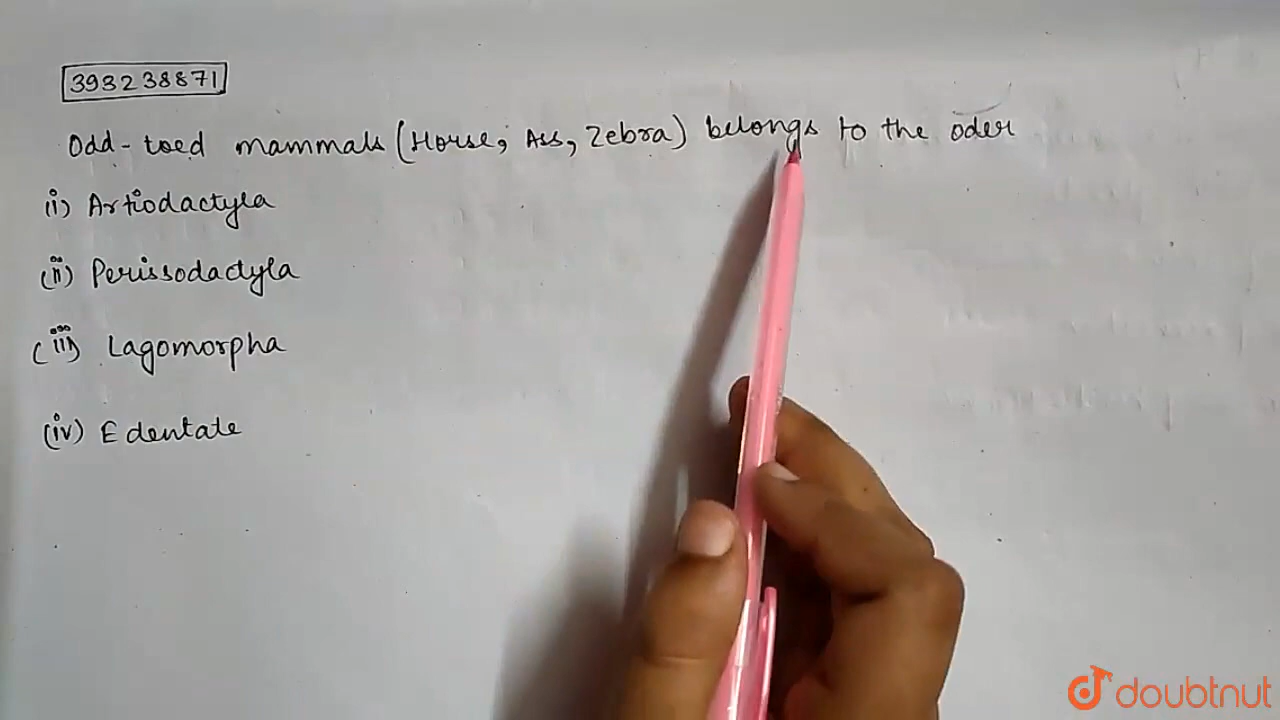 393238871
Odd-toed mammals (Horse, Ass, Zebra) belongs to the oder
(i) Artiodactyla
(ii) Perissodactyla
(iii) Lagomorpha
(iv) Edentate
doubtnut